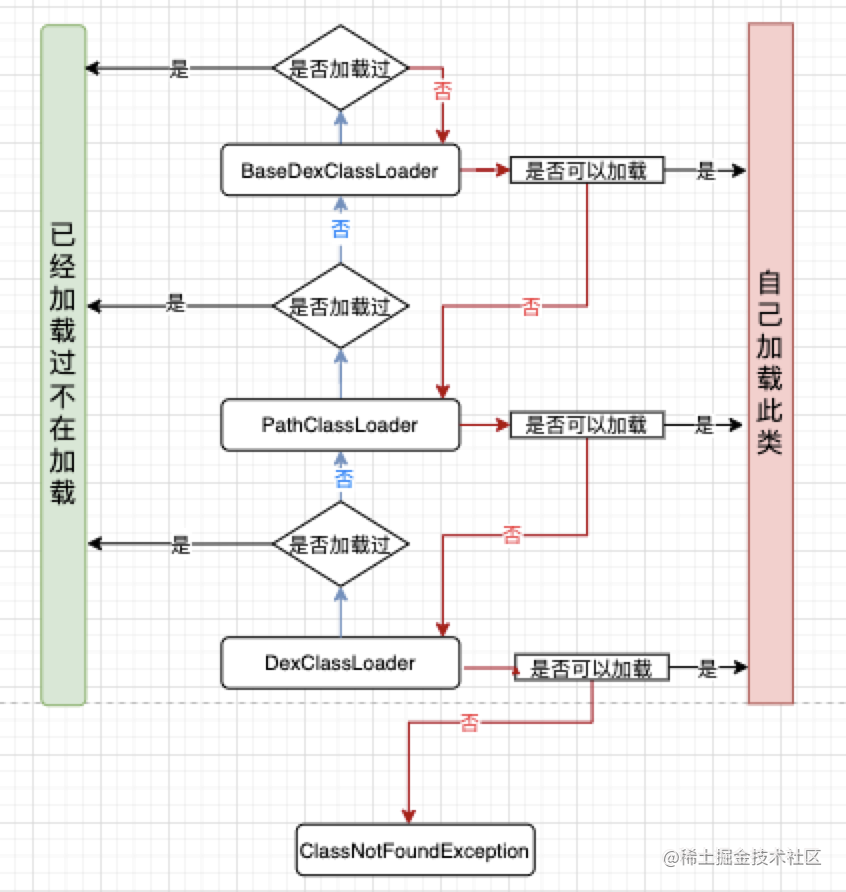 是否加载过
是
否
BaseDexClassLoader
是否可以加载
是
否
是否加载过
是
否
PathClassLoader
是否可以加载
是
否
是否加载过
是
否
DexClassLoader
是否可以加载
是
否
ClassNotFoundException
已经加载过不在加载
自己加载此类
@稀土掘金技术社区